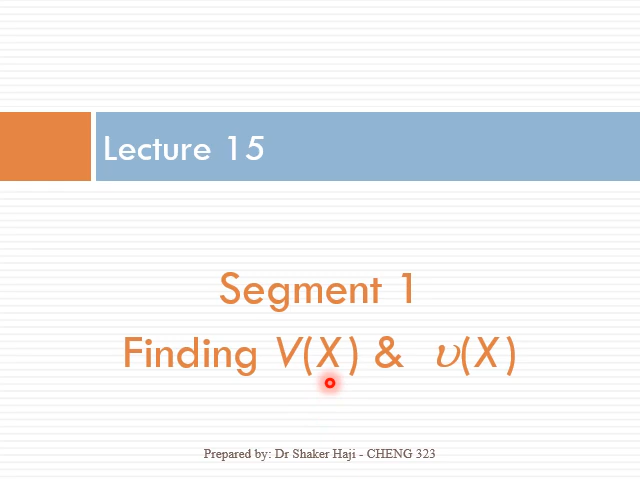 Lecture 15
Segment 1
Finding V(X) & υ(X)
Prepared by: Dr Shaker Haji - CHENG 323